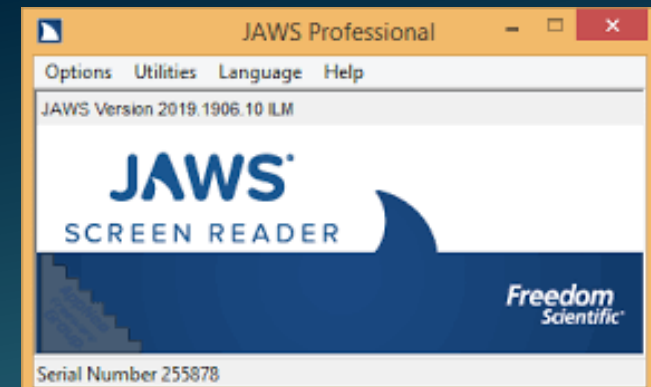 JAWS Professional
Options Utilities Language Help
JAWS Version 2019.1906.10 ILM
JAWS
SCREEN READER
Freedom
Scientific
Serial Number 255878